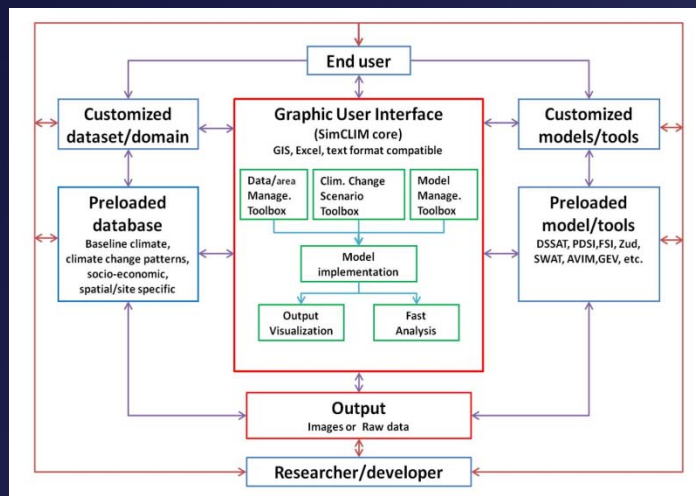 End user
Customized
dataset/domain
Graphic User Interface
(SimCLIM core)
GIS, Excel, text format compatible
Customized
models/tools
Data/area
Manage.
Toolbox
Clim. Change
Scenario
Toolbox
Model
Manage.
Toolbox
Preloaded
database
Baseline climate,
climate change patterns,
socio-economic,
spatial/site specific
Preloaded
model/tools
DSSAT, PDSI,FSI, Zud,
SWAT, AVIM,GEV, etc.
Model
implementation
Output
Visualization
Fast
Analysis
Output
Images or Raw data
Researcher/developer